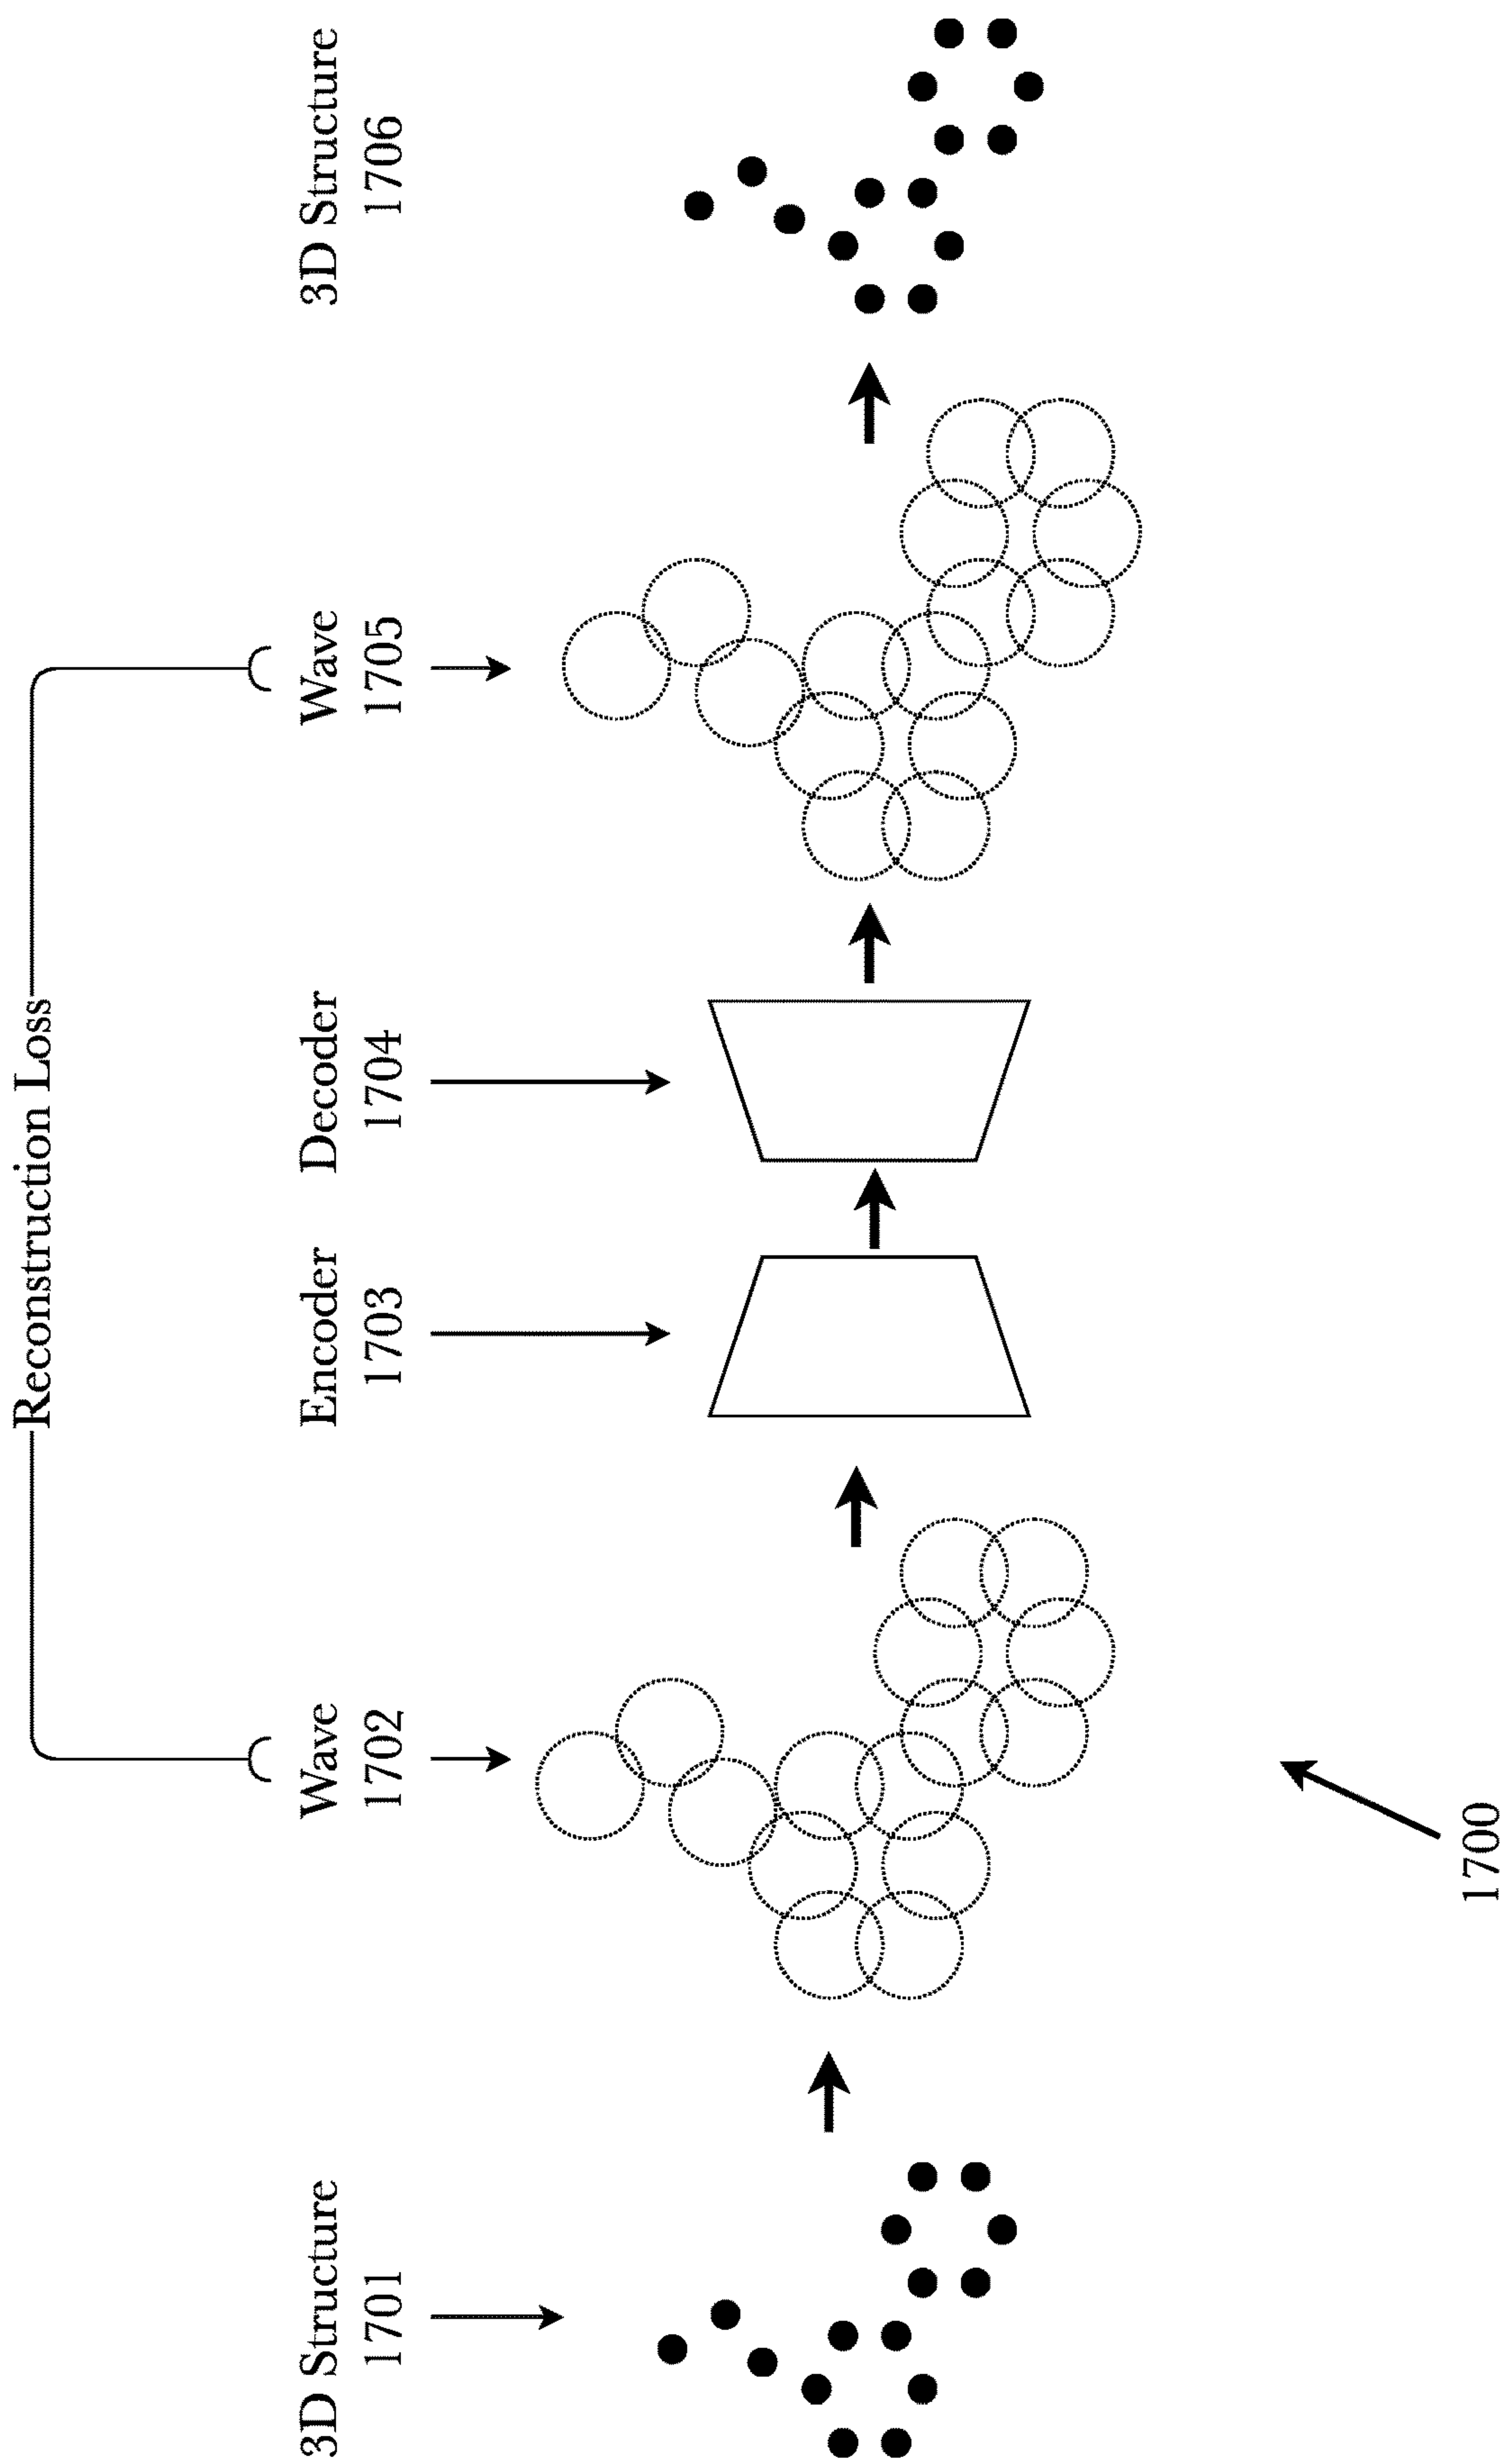 Reconstruction Loss
3D Structure
1701
Wave
1702
Encoder
1703
Decoder
1704
Wave
1705
3D Structure
1706
1700